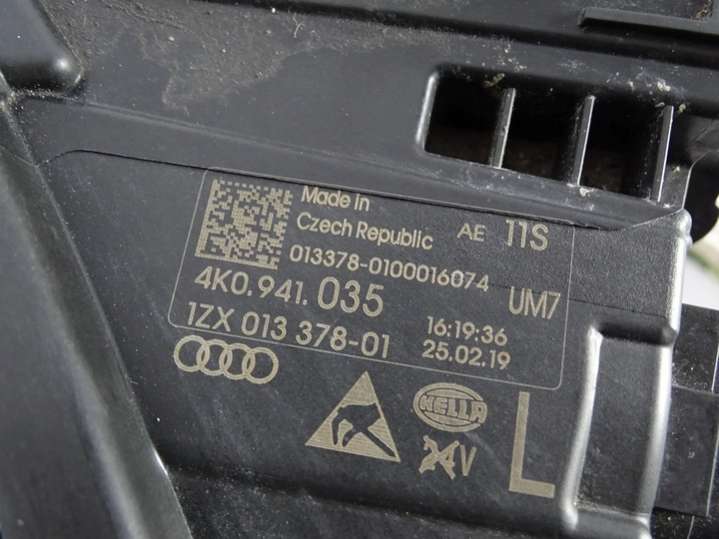 Made in
Czech Republic AE 11S
013378-0100016074
4K0.941.035 UM7
1ZX 013 378-01 16:19:36
25.02.19
HELLA
24V
L